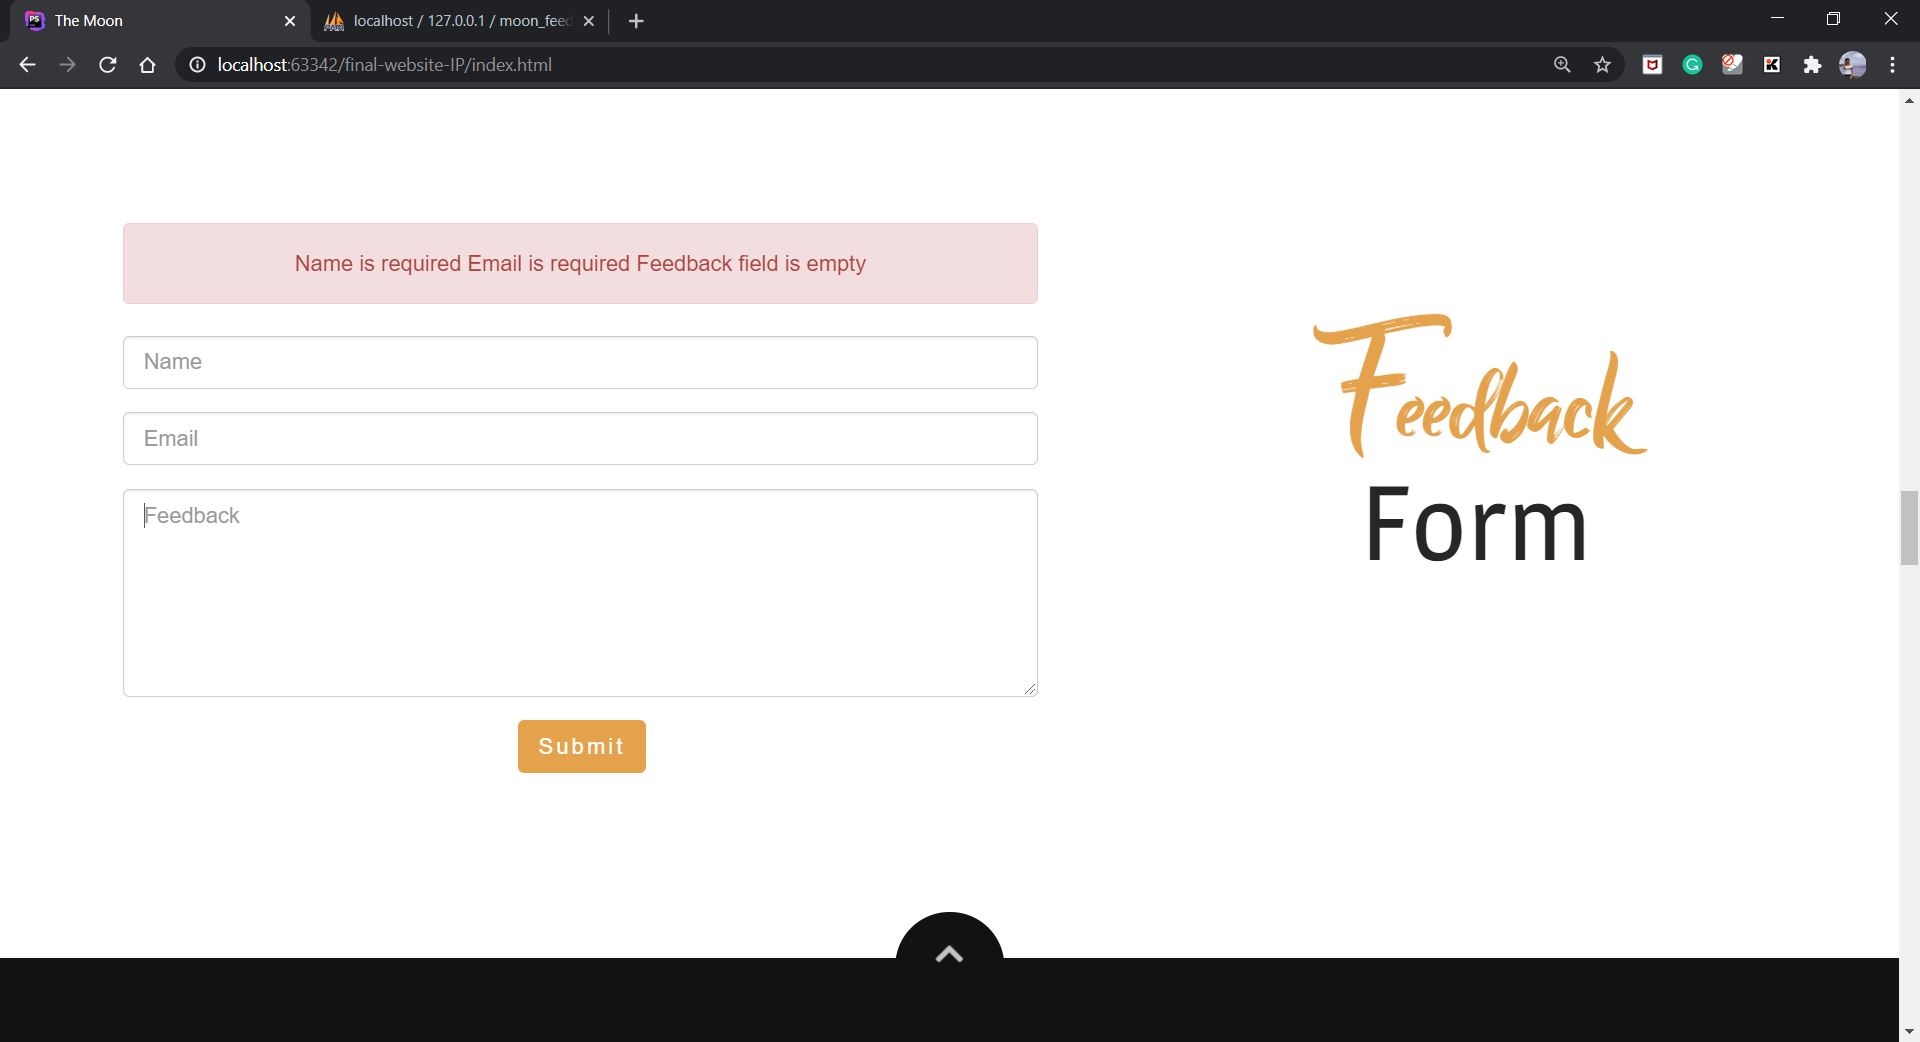 The Moon
localhost / 127.0.0.1 / moon_feed
localhost:63342/final-website-IP/index.html
Name is required Email is required Feedback field is empty
Name
Email
Feedback
Submit
Feedback
Form